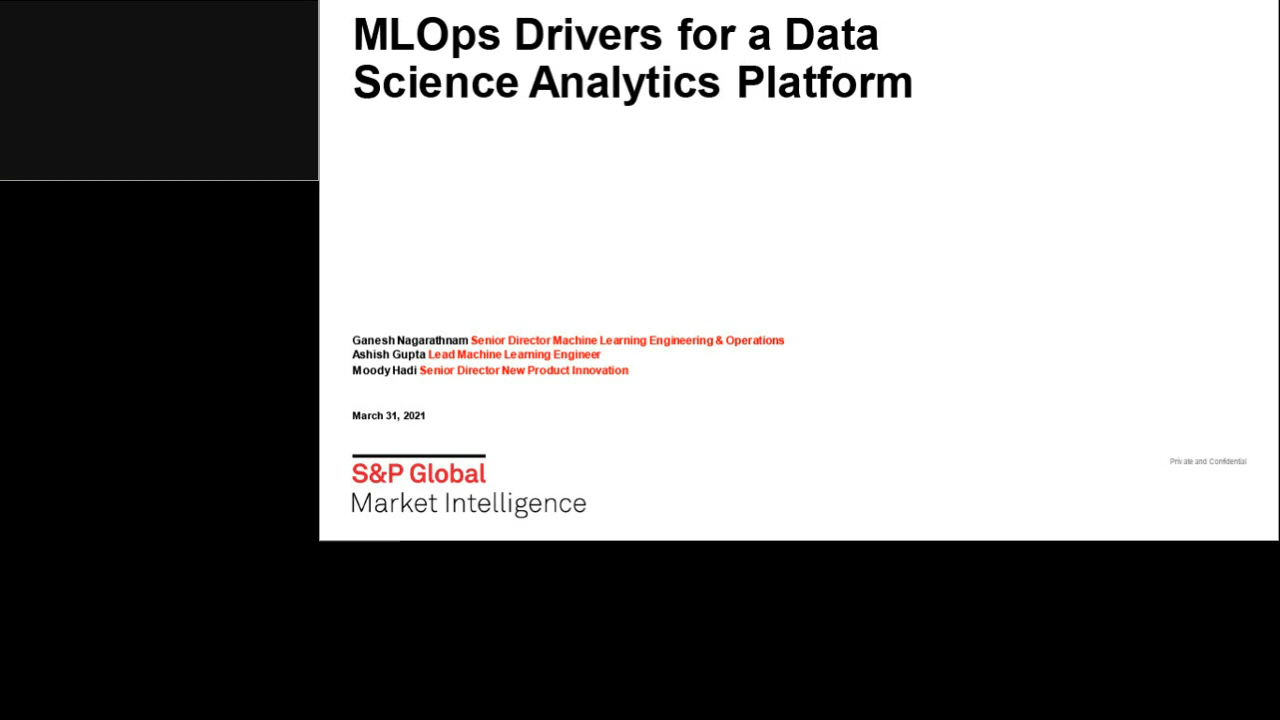 MLOps Drivers for a Data
Science Analytics Platform
Ganesh Nagarathnam Senior Director Machine Learning Engineering & Operations
Ashish Gupta Lead Machine Learning Engineer
Moody Hadi Senior Director New Product Innovation
March 31, 2021
S&P Global
Market Intelligence
Private and Confidential